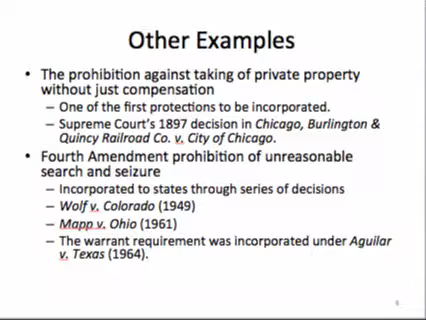 Other Examples
• The prohibition against taking of private property
without just compensation
– One of the first protections to be incorporated.
– Supreme Court's 1897 decision in Chicago, Burlington &
Quincy Railroad Co. v. City of Chicago.
• Fourth Amendment prohibition of unreasonable
search and seizure
– Incorporated to states through series of decisions
– Wolf v. Colorado (1949)
– Mapp v. Ohio (1961)
– The warrant requirement was incorporated under Aguilar
v. Texas (1964).